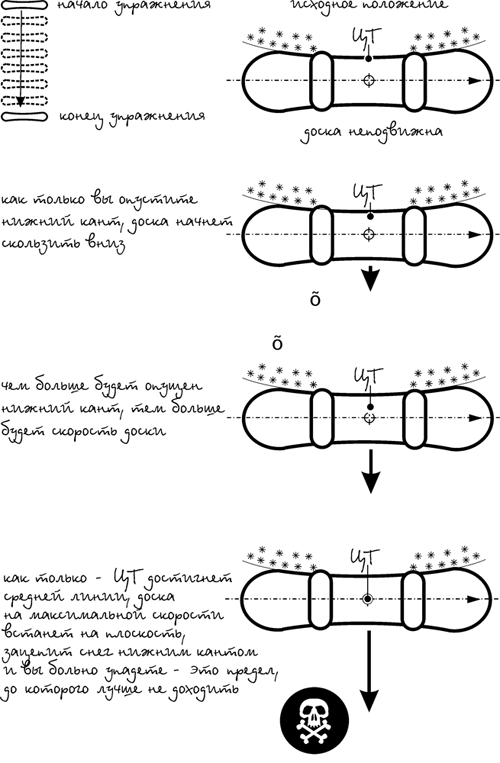 начало упражнения
исходное положение
ЦТ
конец упражнения
доска неподвижна
ЦТ
как только вы опустите
нижний кант, доска начнет
скользить вниз
õ
õ
ЦТ
чем больше будет опущен
нижний кант, тем больше
будет скорость доски
ЦТ
как только - ЦТ достигнет
средней линии, доска
на максимальной скорости
встанет на плоскость,
зацепит снег нижним кантом
и вы больно упадете - это предел,
до которого лучше не доходить